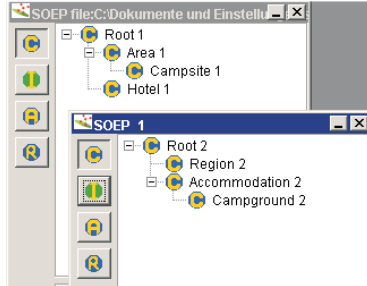 SOEP file:C:\Dokumente und Einstellu
C
Root 1
Area 1
I
Campsite 1
Hotel 1
A
R
SOEP 1
C
Root 2
Region 2
I
Accommodation 2
Campground 2
A
R